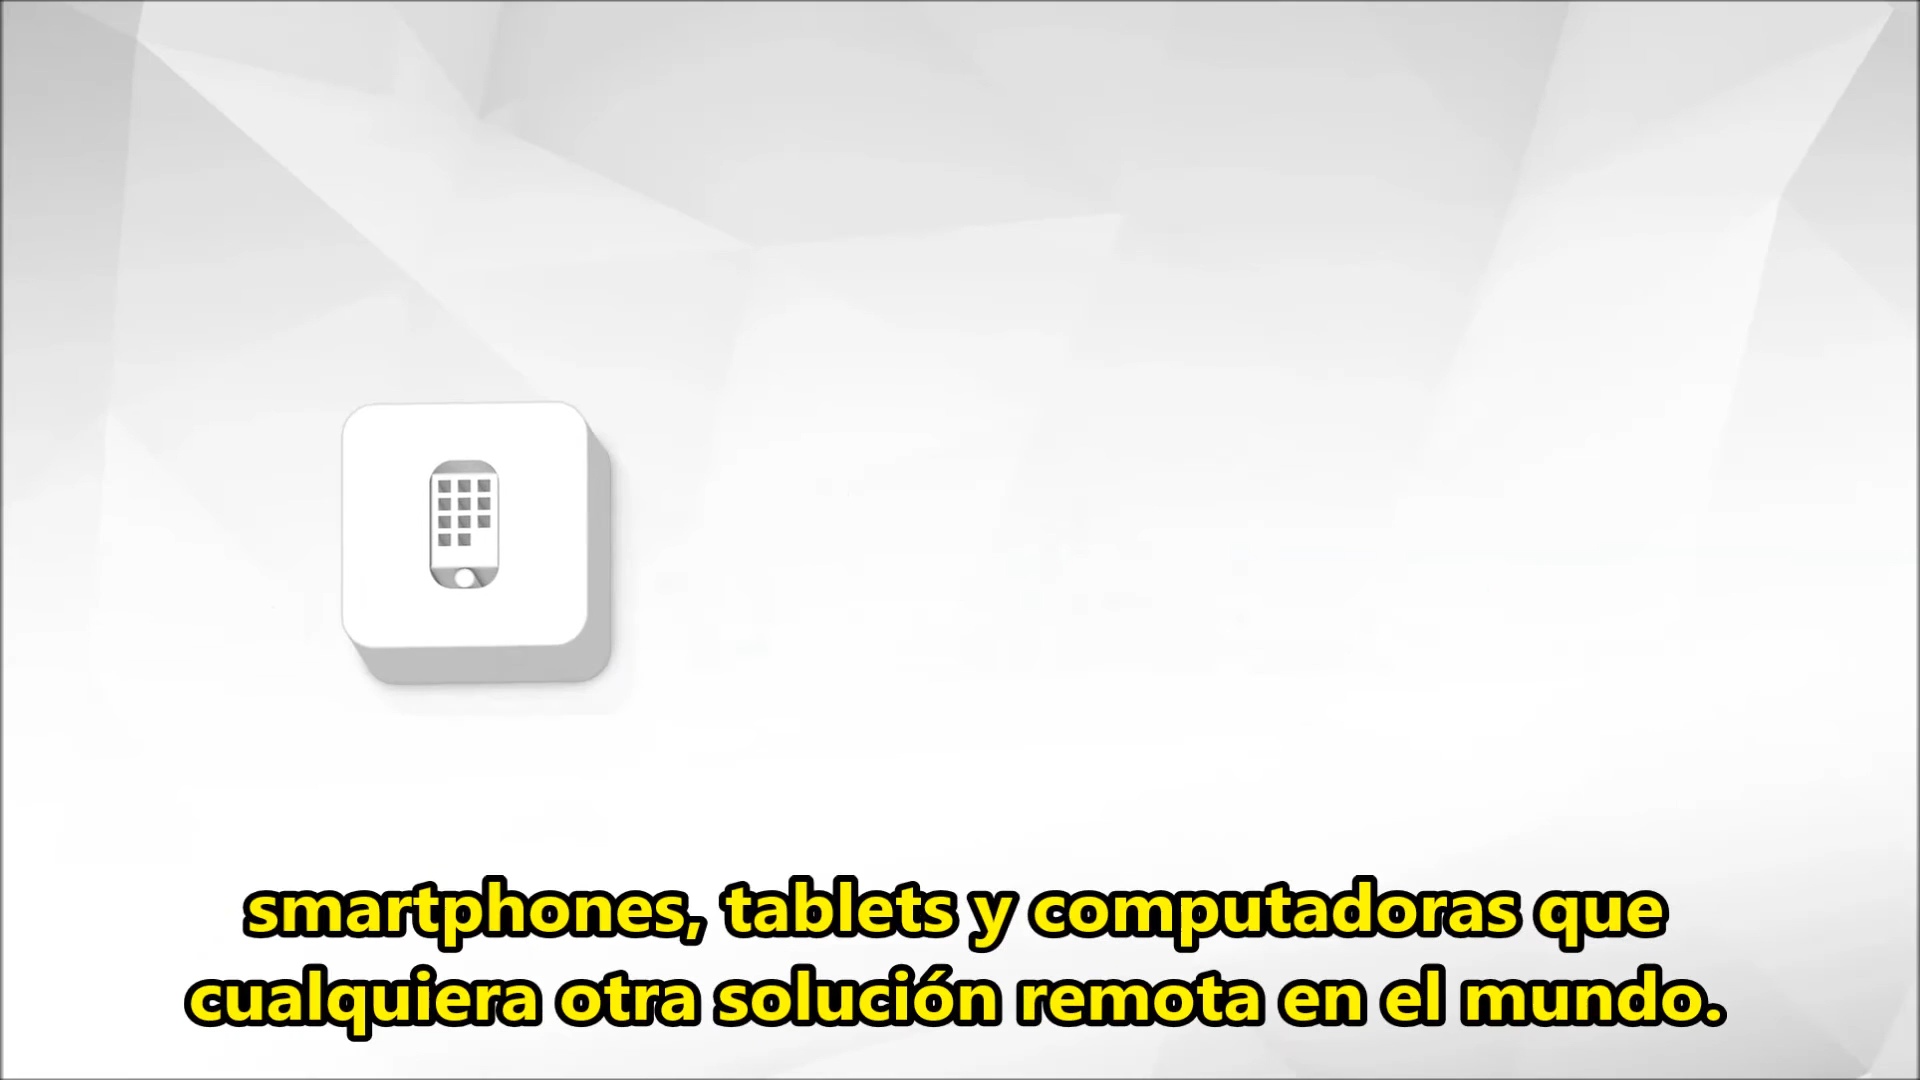 smartphones, tablets y computadoras que
cualquiera otra solución remota en el mundo.